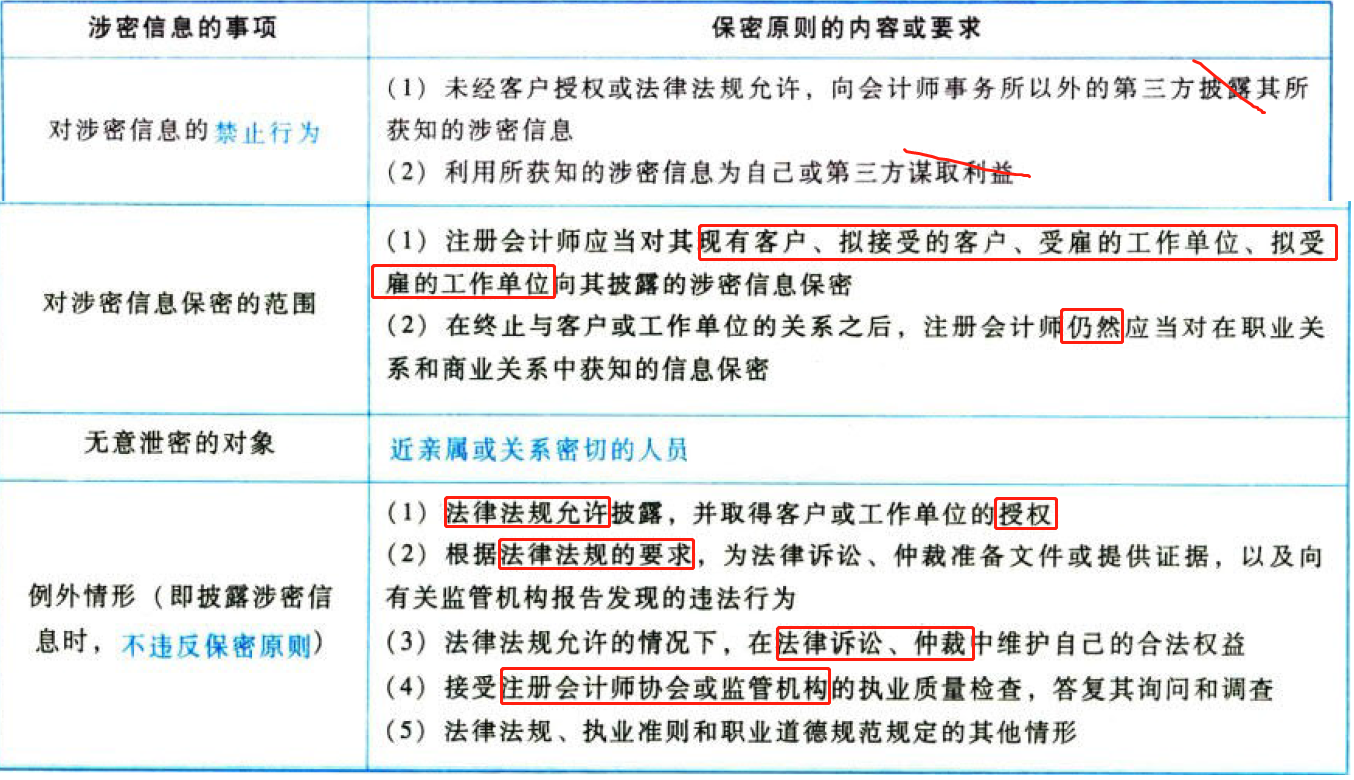 涉密信息的事项
保密原则的内容或要求
对涉密信息的禁止行为
(1) 未经客户授权或法律法规允许，向会计师事务所以外的第三方披露其所
获知的涉密信息
(2) 利用所获知的涉密信息为自己或第三方谋取利益
对涉密信息保密的范围
(1) 注册会计师应当对其现有客户、拟接受的客户、受雇的工作单位、拟受
雇的工作单位向其披露的涉密信息保密
(2) 在终止与客户或工作单位的关系之后，注册会计师仍然应当对在职业关
系和商业关系中获知的信息保密
无意泄密的对象
近亲属或关系密切的人员
例外情形（即披露涉密信
息时，不违反保密原则）
(1) 法律法规允许披露，并取得客户或工作单位的授权
(2) 根据法律法规的要求，为法律诉讼、仲裁准备文件或提供证据，以及向
有关监管机构报告发现的违法行为
(3) 法律法规允许的情况下，在法律诉讼、仲裁中维护自己的合法权益
(4) 接受注册会计师协会或监管机构的执业质量检查，答复其询问和调查
(5) 法律法规、执业准则和职业道德规范规定的其他情形